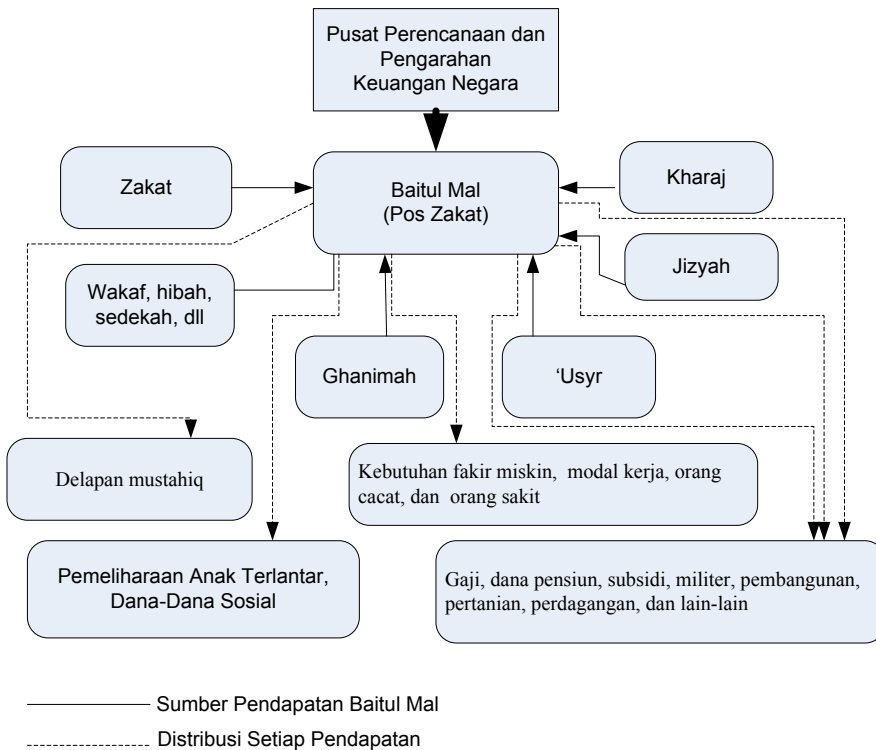 Pusat Perencanaan dan
Pengarahan
Keuangan Negara
Zakat
Baitul Mal
(Pos Zakat)
Kharaj
Wakaf, hibah,
sedekah, dll
Jizyah
Ghanimah
‘Usyr
Delapan mustahiq
Kebutuhan fakir miskin, modal kerja, orang
cacat, dan orang sakit
Pemeliharaan Anak Terlantar,
Dana-Dana Sosial
Gaji, dana pensiun, subsidi, militer, pembangunan,
pertanian, perdagangan, dan lain-lain
Sumber Pendapatan Baitul Mal
Distribusi Setiap Pendapatan